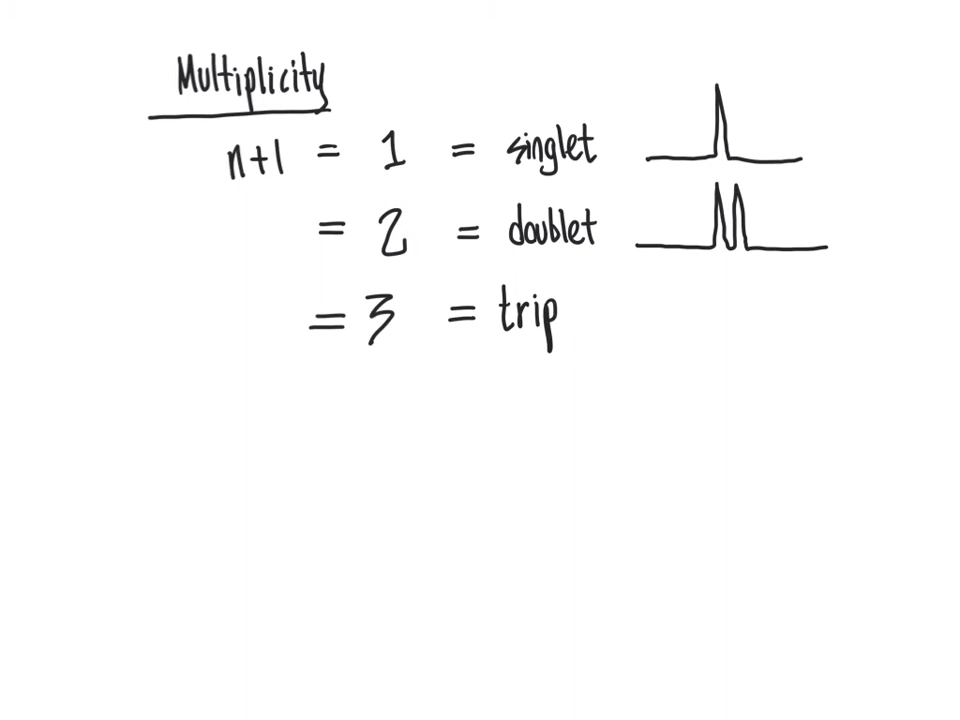 Multiplicity
n+1 = 1 = singlet
= 2 = doublet
= 3 = trip